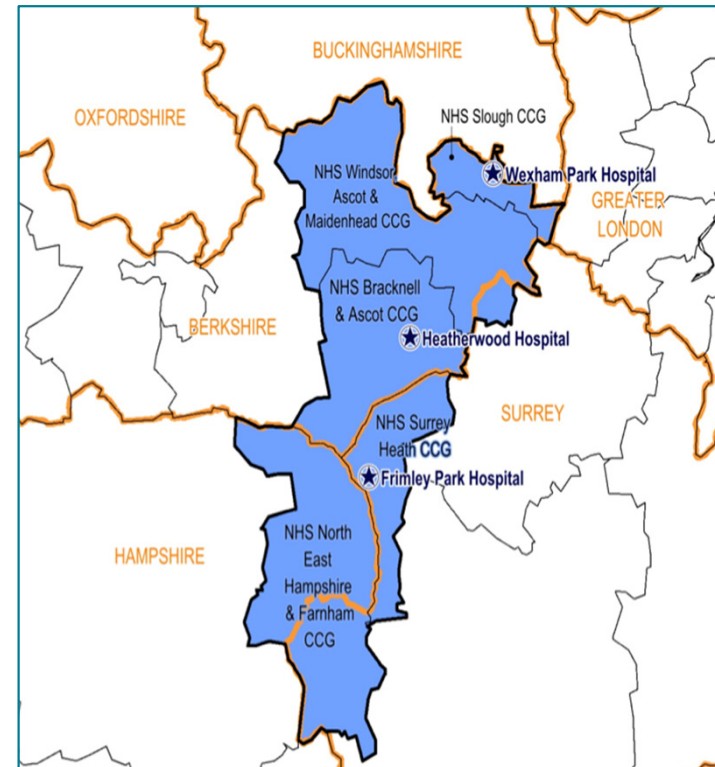 BUCKINGHAMSHIRE
OXFORDSHIRE
NHS Slough CCG
NHS Windsor
Ascot &
Maidenhead CCG
Wexham Park Hospital
GREATER
LONDON
NHS Bracknell
& Ascot CCG
BERKSHIRE
Heatherwood Hospital
SURREY
NHS Surrey
Heath CCG
Frimley Park Hospital
HAMPSHIRE
NHS North
East
Hampshire
& Farnham
CCG